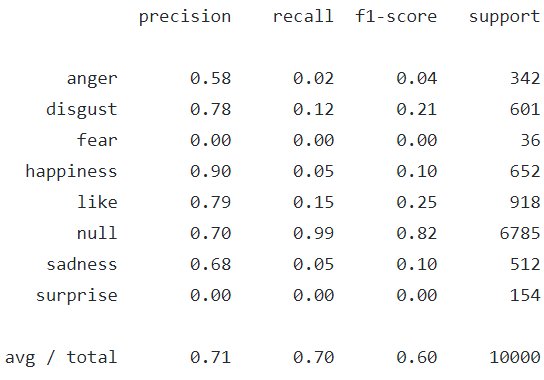 precision recall f1-score support
anger 0.58 0.02 0.04 342
disgust 0.78 0.12 0.21 601
fear 0.00 0.00 0.00 36
happiness 0.90 0.05 0.10 652
like 0.79 0.15 0.25 918
null 0.70 0.99 0.82 6785
sadness 0.68 0.05 0.10 512
surprise 0.00 0.00 0.00 154
avg / total 0.71 0.70 0.60 10000